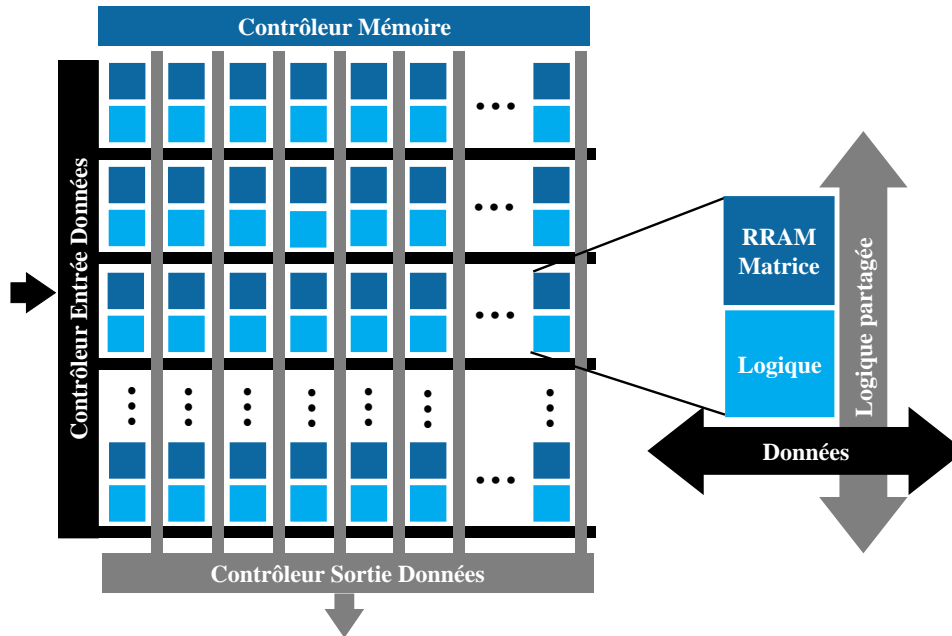 Contrôleur Mémoire
Contrôleur Entrée Données
RRAM
Matrice
Logique
Logique partagée
Données
Contrôleur Sortie Données